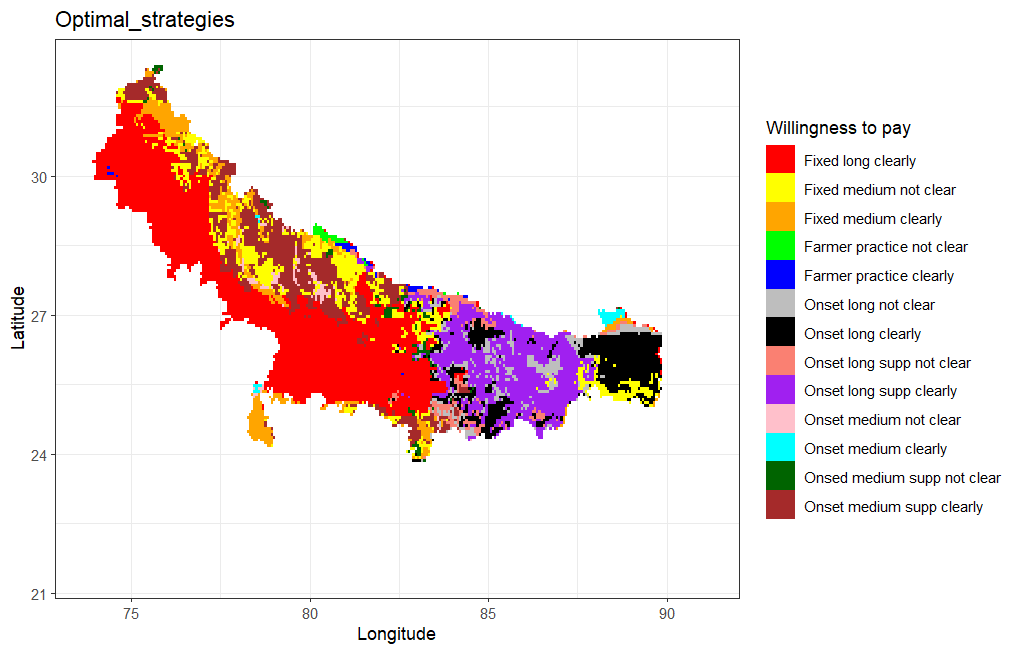 Optimal_strategies
Latitude
30
27
24
21
75
80
85
90
Longitude
Willingness to pay
Fixed long clearly
Fixed medium not clear
Fixed medium clearly
Farmer practice not clear
Farmer practice clearly
Onset long not clear
Onset long clearly
Onset long supp not clear
Onset long supp clearly
Onset medium not clear
Onset medium clearly
Onsed medium supp not clear
Onset medium supp clearly